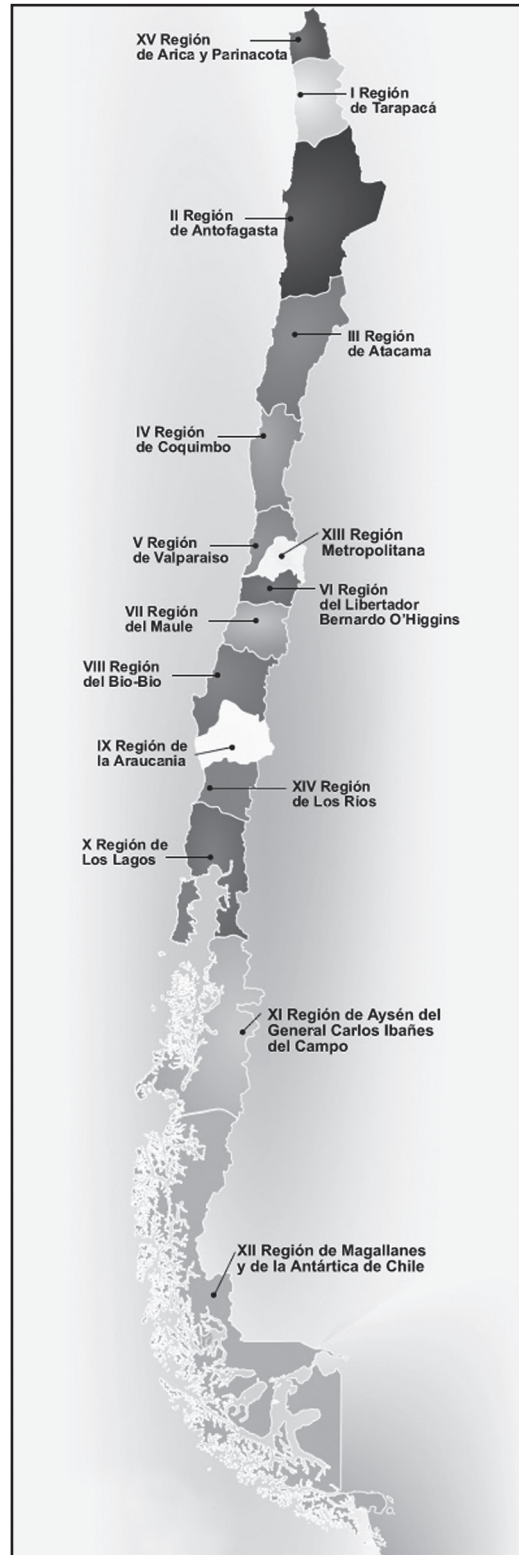 XV Región
de Arica y Parinacota
I Región
de Tarapacá
II Región
de Antofagasta
III Región
de Atacama
IV Región
de Coquimbo
V Región
de Valparaiso
XIII Región
Metropolitana
VI Región
del Libertador
Bernardo O'Higgins
VII Región
del Maule
VIII Región
del Bio-Bio
IX Región de
la Araucania
XIV Región
de Los Ríos
X Región de
Los Lagos
XI Región de Aysén del
General Carlos Ibañes
del Campo
XII Región de Magallanes
y de la Antártica de Chile